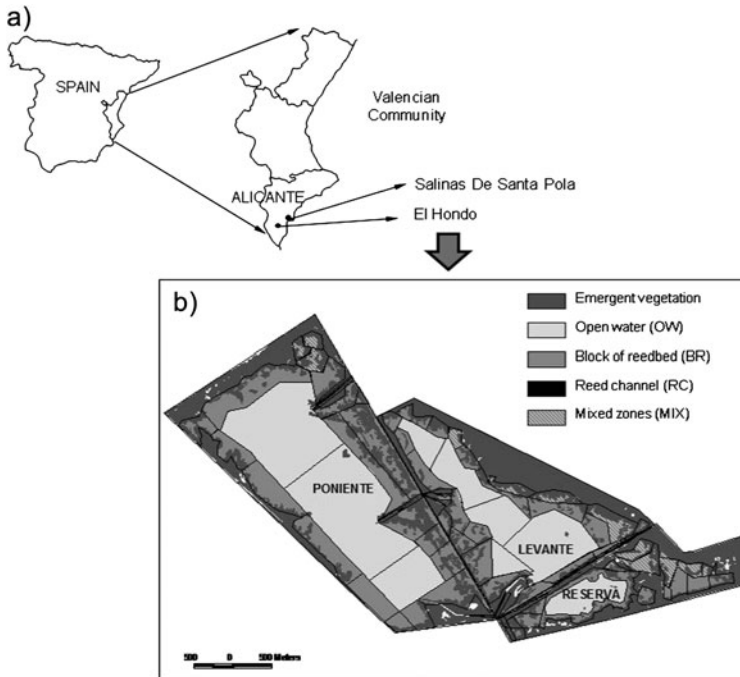 a)
SPAIN
Valencian
Community
ALICANTE
Salinas De Santa Pola
El Hondo
b)
Emergent vegetation
Open water (OW)
Block of reedbed (BR)
Reed channel (RC)
Mixed zones (MIX)
PONIENTE
LEVANTE
RESERVA
500 0 500 Meters